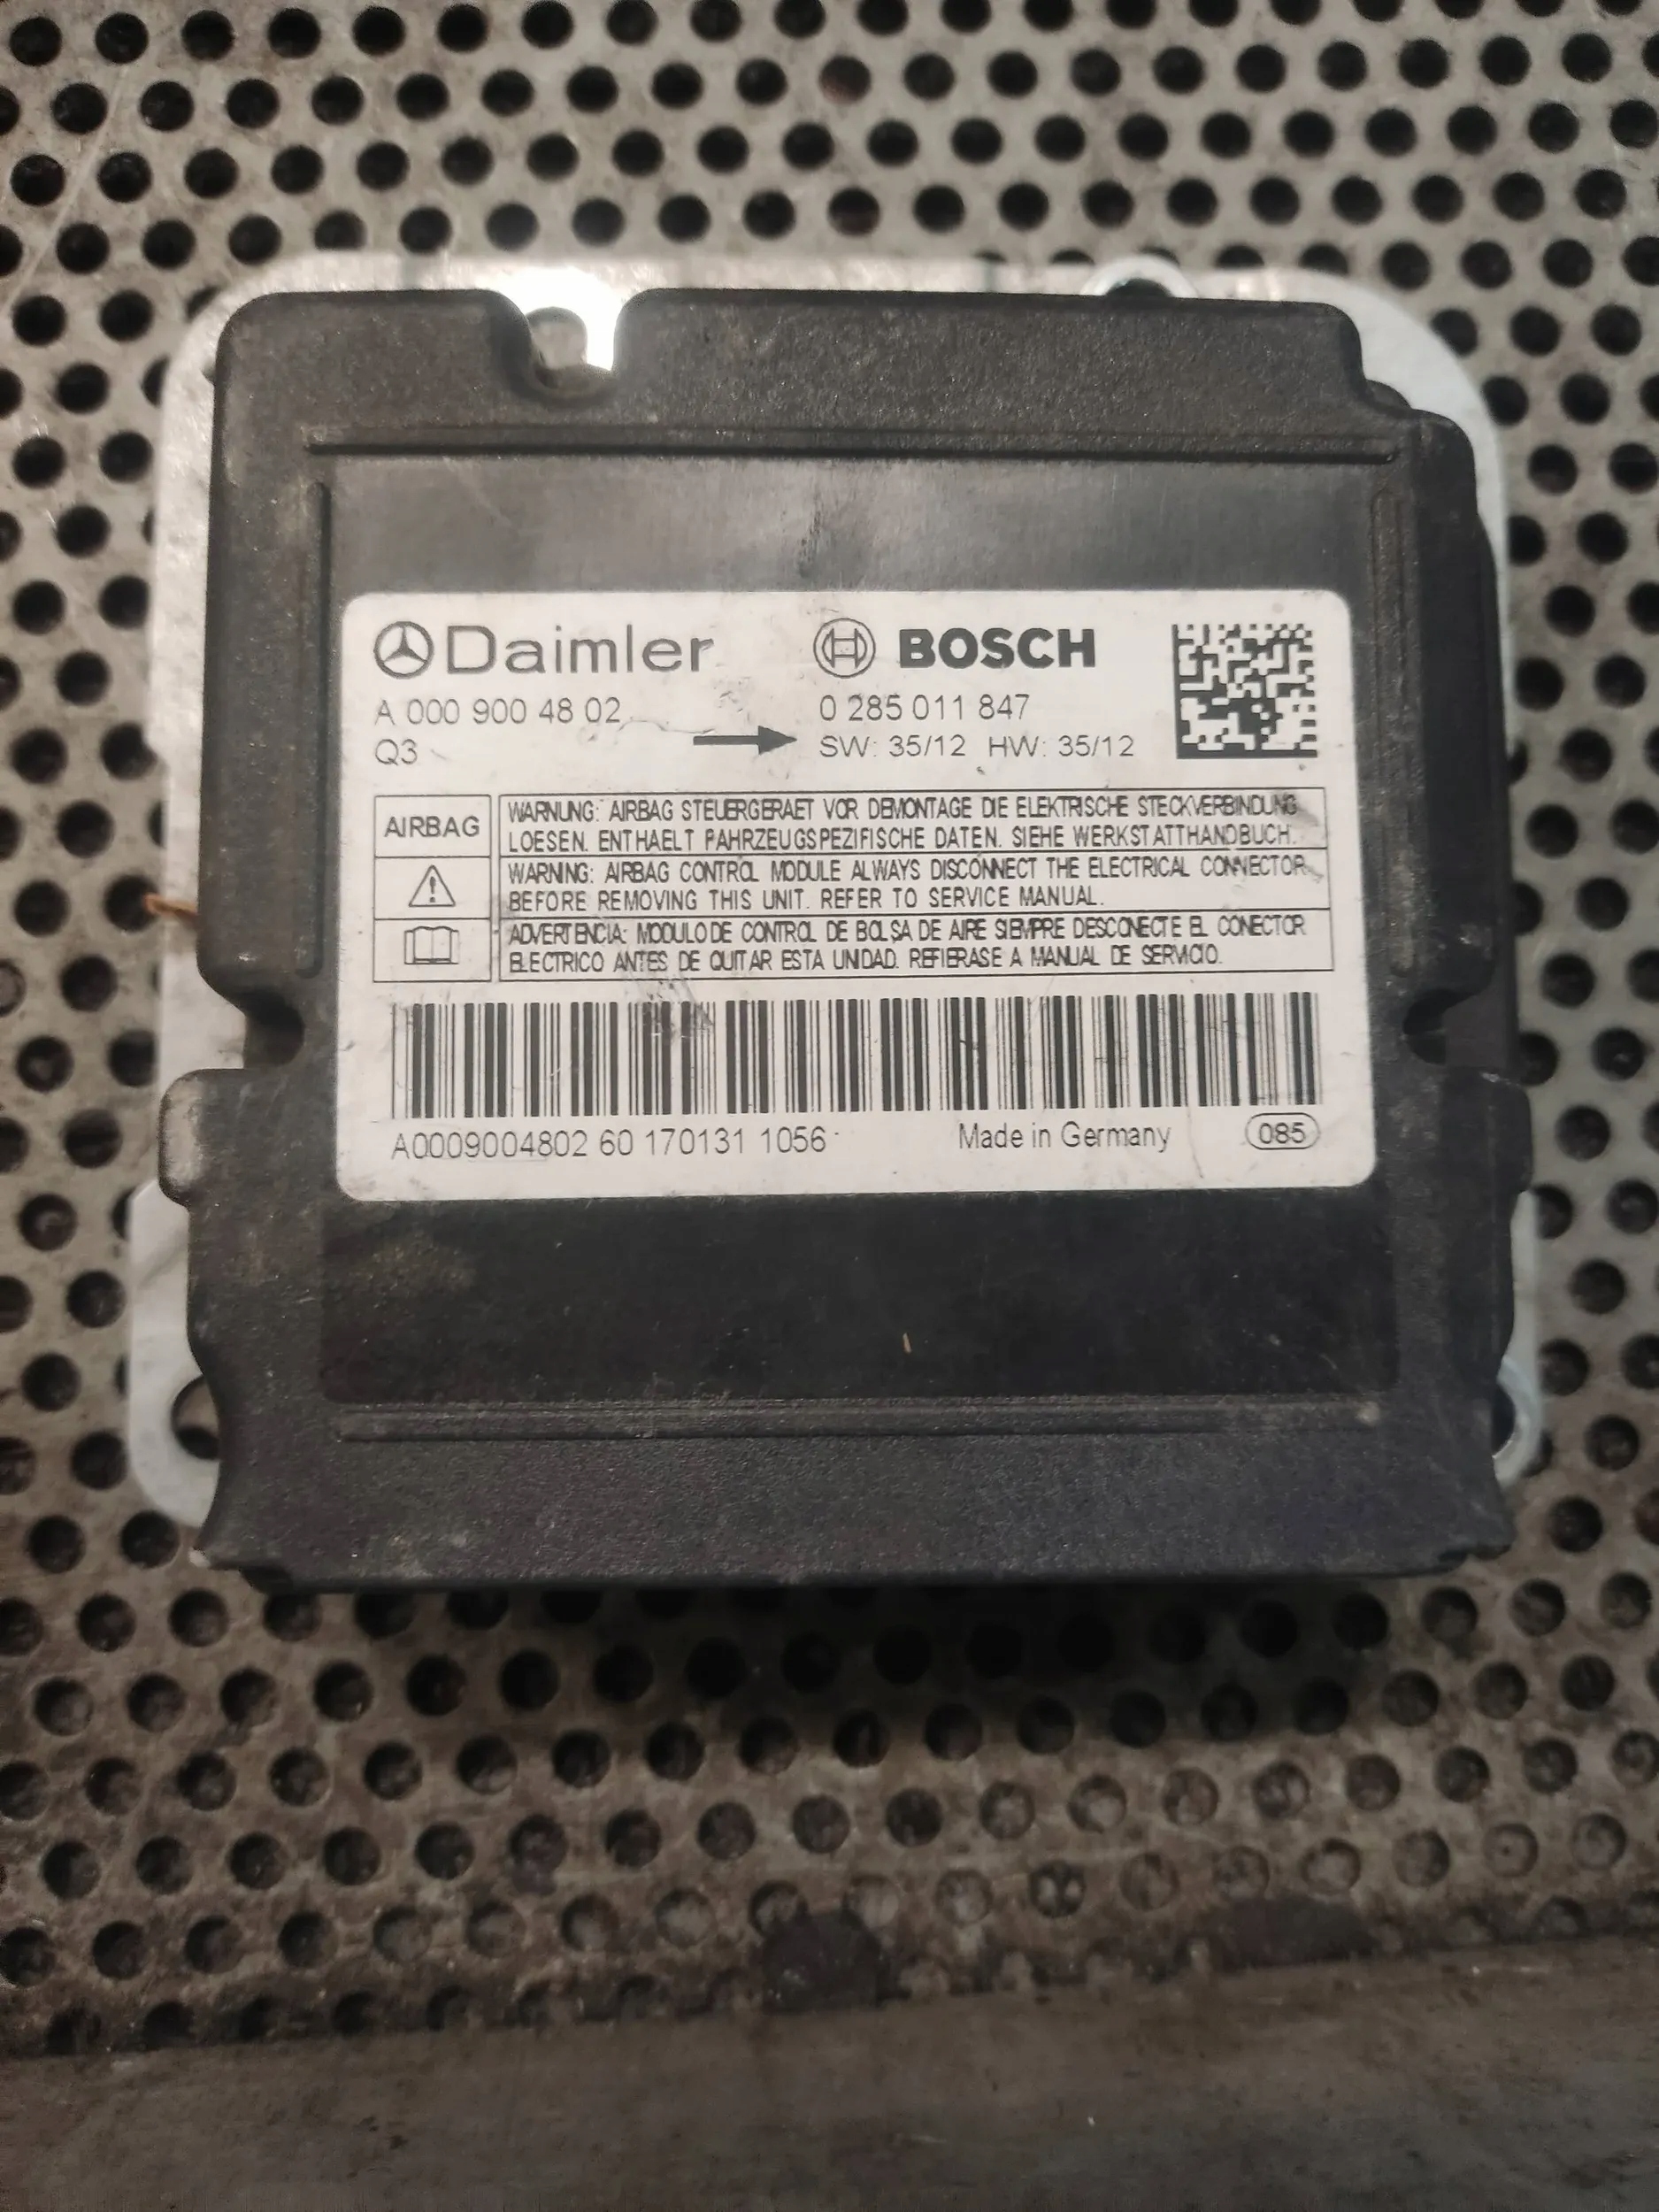 Daimler
A 000 900 48 02
Q3
BOSCH
0 285 011 847
SW: 35/12 HW: 35/12
AIRBAG
WARNUNG: AIRBAG STEUERGERAET VOR DEMONTAGE DIE ELEKTRISCHE STECKVERBINDUNG
LOESEN. ENTHAELT FAHRZEUGSPEZIFISCHE DATEN. SIEHE WERKSTATTHANDBUCH.
WARNING: AIRBAG CONTROL MODULE ALWAYS DISCONNECT THE ELECTRICAL CONNECTOR
BEFORE REMOVING THIS UNIT. REFER TO SERVICE MANUAL.
ADVERTENCIA: MODULO DE CONTROL DE BOLSA DE AIRE SIEMPRE DESCONECTE EL CONECTOR
ELECTRICO ANTES DE QUITAR ESTA UNIDAD. REFIERASE A MANUAL DE SERVICIO.
A0009004802 60 170131 1056
Made in Germany
085